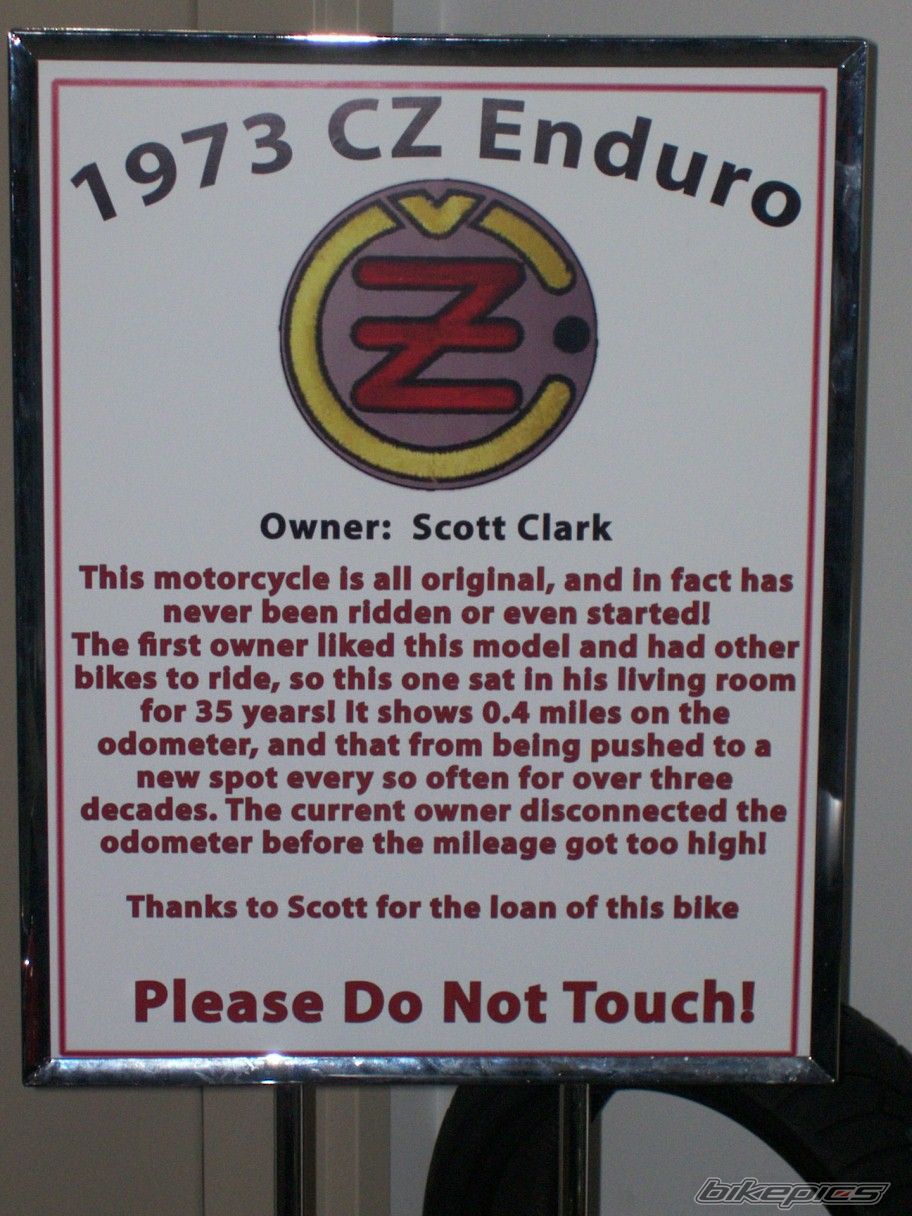 1973 CZ Enduro
ČZ
Owner: Scott Clark
This motorcycle is all original, and in fact has
never been ridden or even started!
The first owner liked this model and had other
bikes to ride, so this one sat in his living room
for 35 years! It shows 0.4 miles on the
odometer, and that from being pushed to a
new spot every so often for over three
decades. The current owner disconnected the
odometer before the mileage got too high!
Thanks to Scott for the loan of this bike
Please Do Not Touch!
bikepics